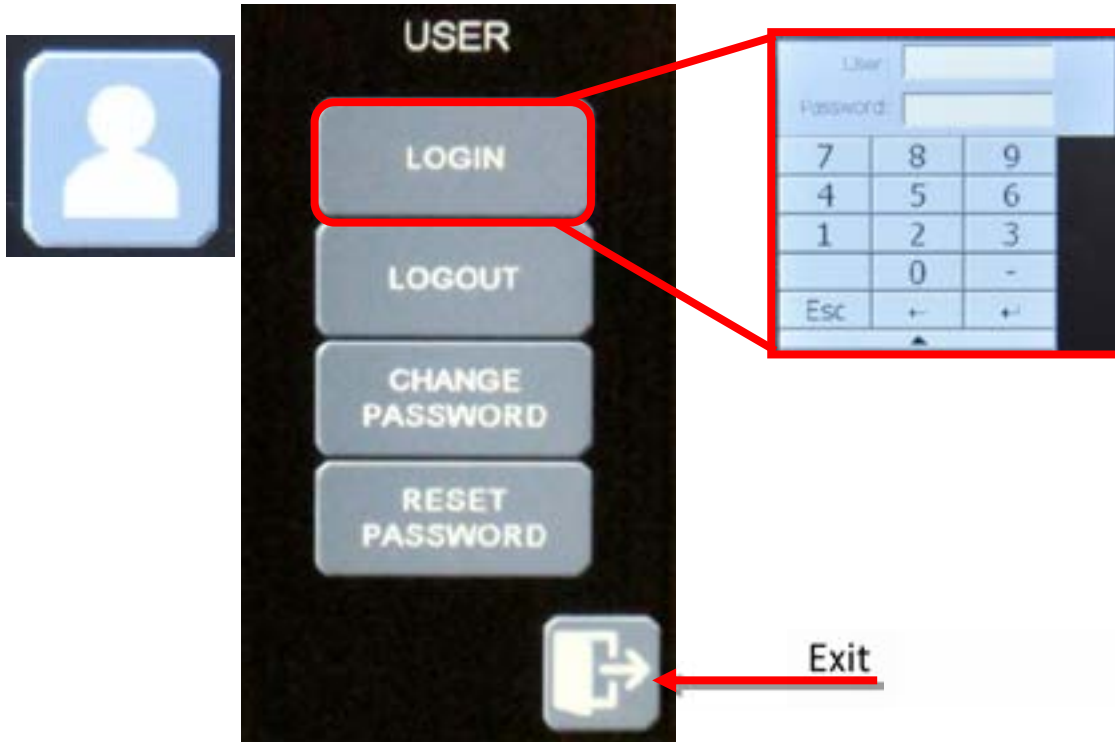 USER
LOGIN
LOGOUT
CHANGE
PASSWORD
RESET
PASSWORD
User:
Password:
7 8 9
4 5 6
1 2 3
0 -
Esc ← ↵
▲
Exit